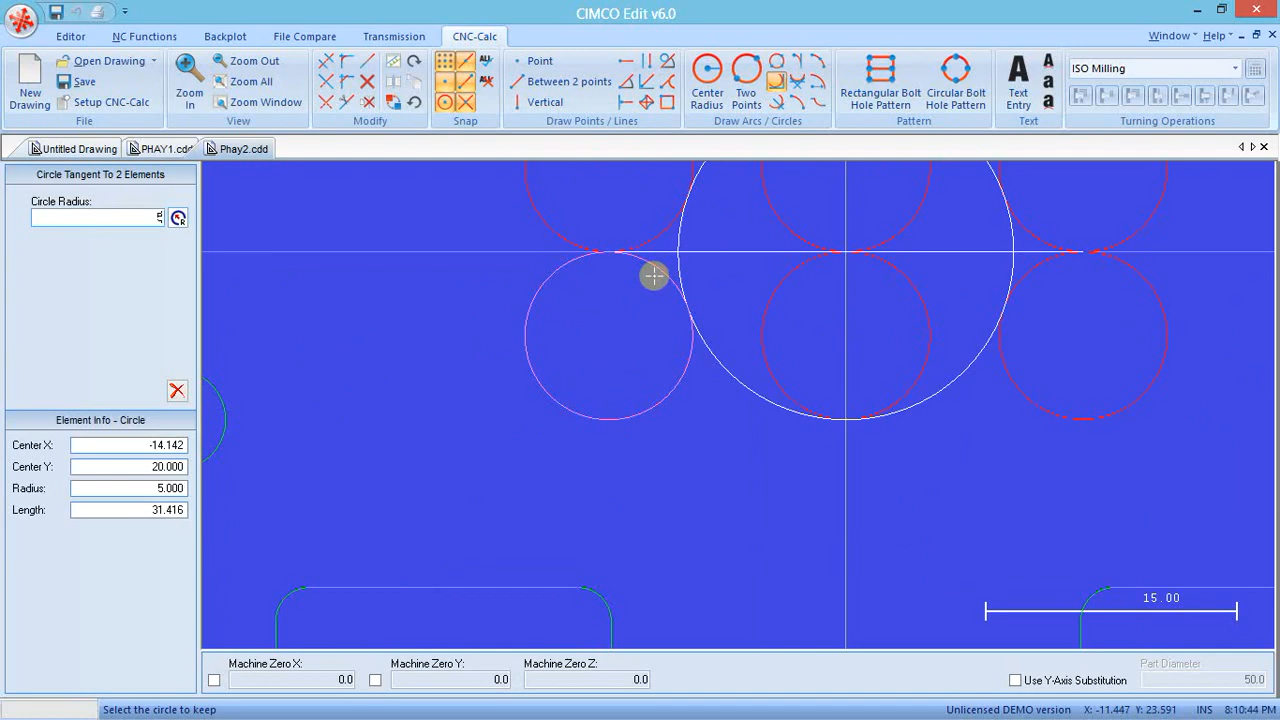 CIMCO Edit v6.0
Editor
NC Functions
Backplot
File Compare
Transmission
CNC-Calc
Window
Help
New Drawing
Open Drawing
Save
Setup CNC-Calc
File
Zoom In
Zoom Out
Zoom All
Zoom Window
View
Modify
Snap
Point
Between 2 points
Vertical
Draw Points / Lines
Center Radius
Two Points
Draw Arcs / Circles
Rectangular Bolt Hole Pattern
Circular Bolt Hole Pattern
Pattern
Text Entry
Text
ISO Milling
Turning Operations
Untitled Drawing
PHAY1.cdd
Phay2.cdd
Circle Tangent To 2 Elements
Circle Radius:
Element Info - Circle
Center X: -14.142
Center Y: 20.000
Radius: 5.000
Length: 31.416
15.00
Machine Zero X: 0.0
Machine Zero Y: 0.0
Machine Zero Z: 0.0
Use Y-Axis Substitution
Part Diameter
50.0
Select the circle to keep
Unlicensed DEMO version
X: -11.447 Y: 23.591
INS
8:10:44 PM